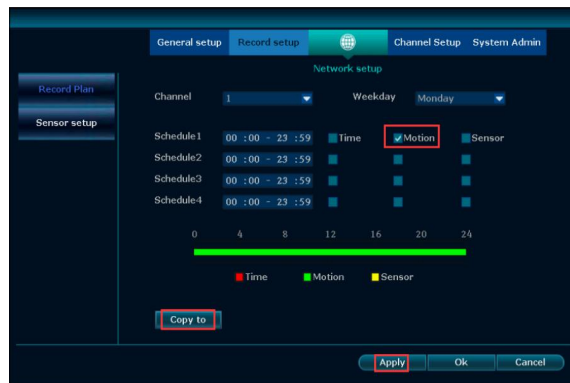 General setup Record setup Channel Setup System Admin
Network setup
Record Plan
Sensor setup
Channel 1 Weekday Monday
Schedule1 00 :00 - 23 :59 Time Motion Sensor
Schedule2 00 :00 - 23 :59
Schedule3 00 :00 - 23 :59
Schedule4 00 :00 - 23 :59
0 4 8 12 16 20 24
Time Motion Sensor
Copy to
Apply Ok Cancel